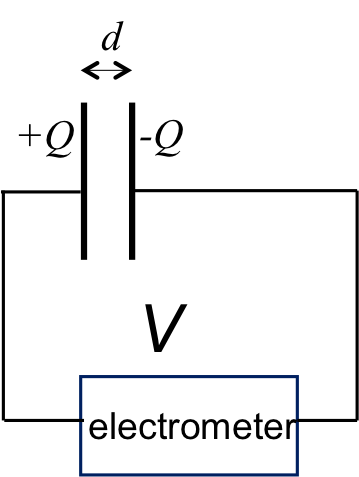 d
+Q -Q
V
electrometer